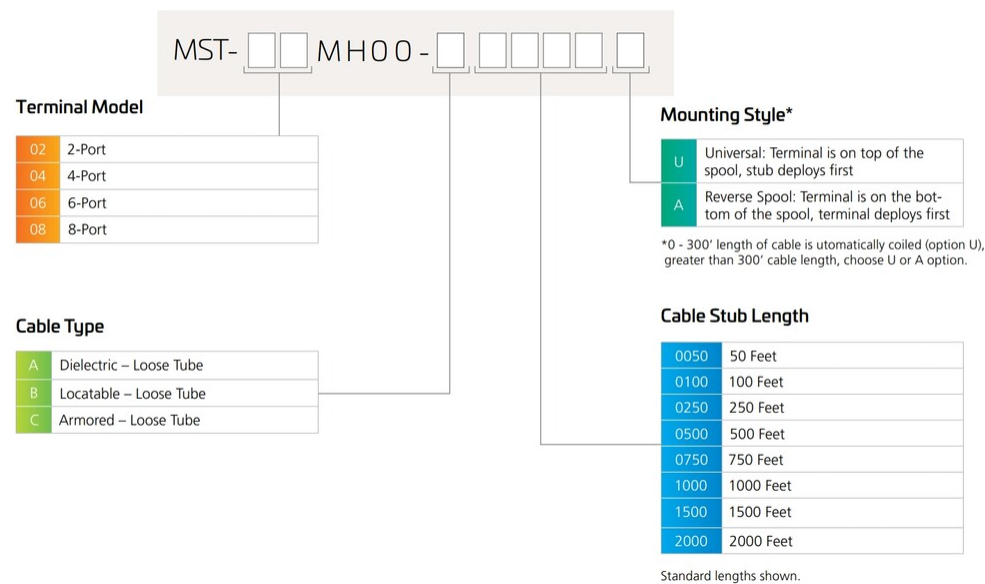 MST- MH00 -
Terminal Model
02 2-Port
04 4-Port
06 6-Port
08 8-Port
Mounting Style*
U Universal: Terminal is on top of the
spool, stub deploys first
A Reverse Spool: Terminal is on the bot-
tom of the spool, terminal deploys first
*0 - 300' length of cable is utomatically coiled (option U),
greater than 300' cable length, choose U or A option.
Cable Type
A Dielectric – Loose Tube
B Locatable – Loose Tube
C Armored – Loose Tube
Cable Stub Length
0050 50 Feet
0100 100 Feet
0250 250 Feet
0500 500 Feet
0750 750 Feet
1000 1000 Feet
1500 1500 Feet
2000 2000 Feet
Standard lengths shown.